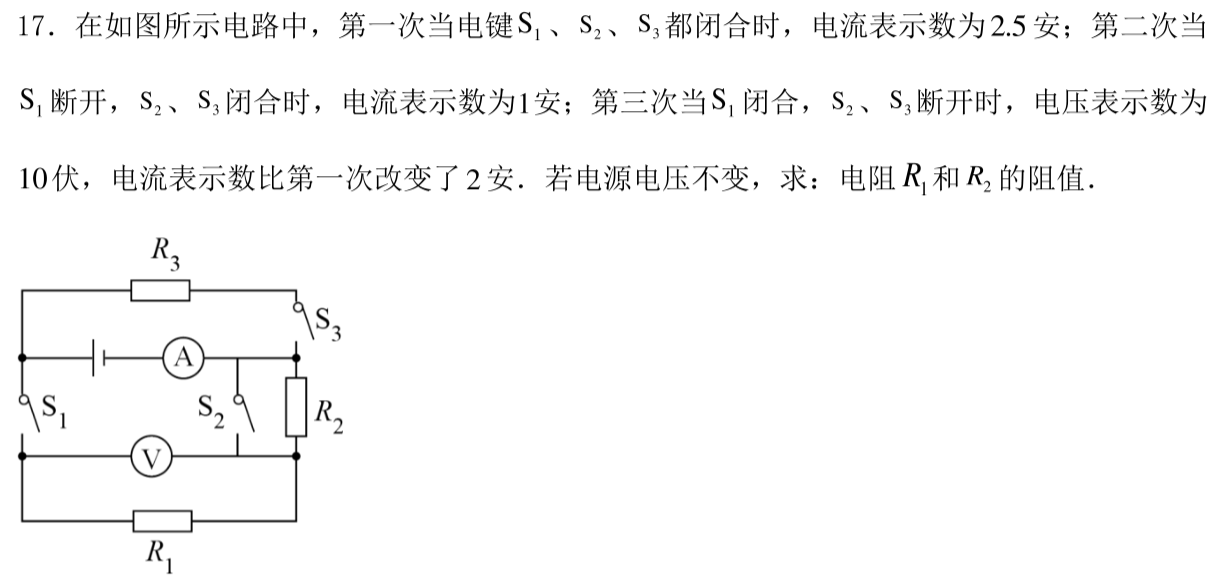 17．在如图所示电路中，第一次当电键S₁、S₂、S₃都闭合时，电流表示数为2.5安；第二次当
S₁断开，S₂、S₃闭合时，电流表示数为1安；第三次当S₁闭合，S₂、S₃断开时，电压表示数为
10伏，电流表示数比第一次改变了2安．若电源电压不变，求：电阻R₁和R₂的阻值．
R₃
S₃
A
S₁
S₂
R₂
V
R₁